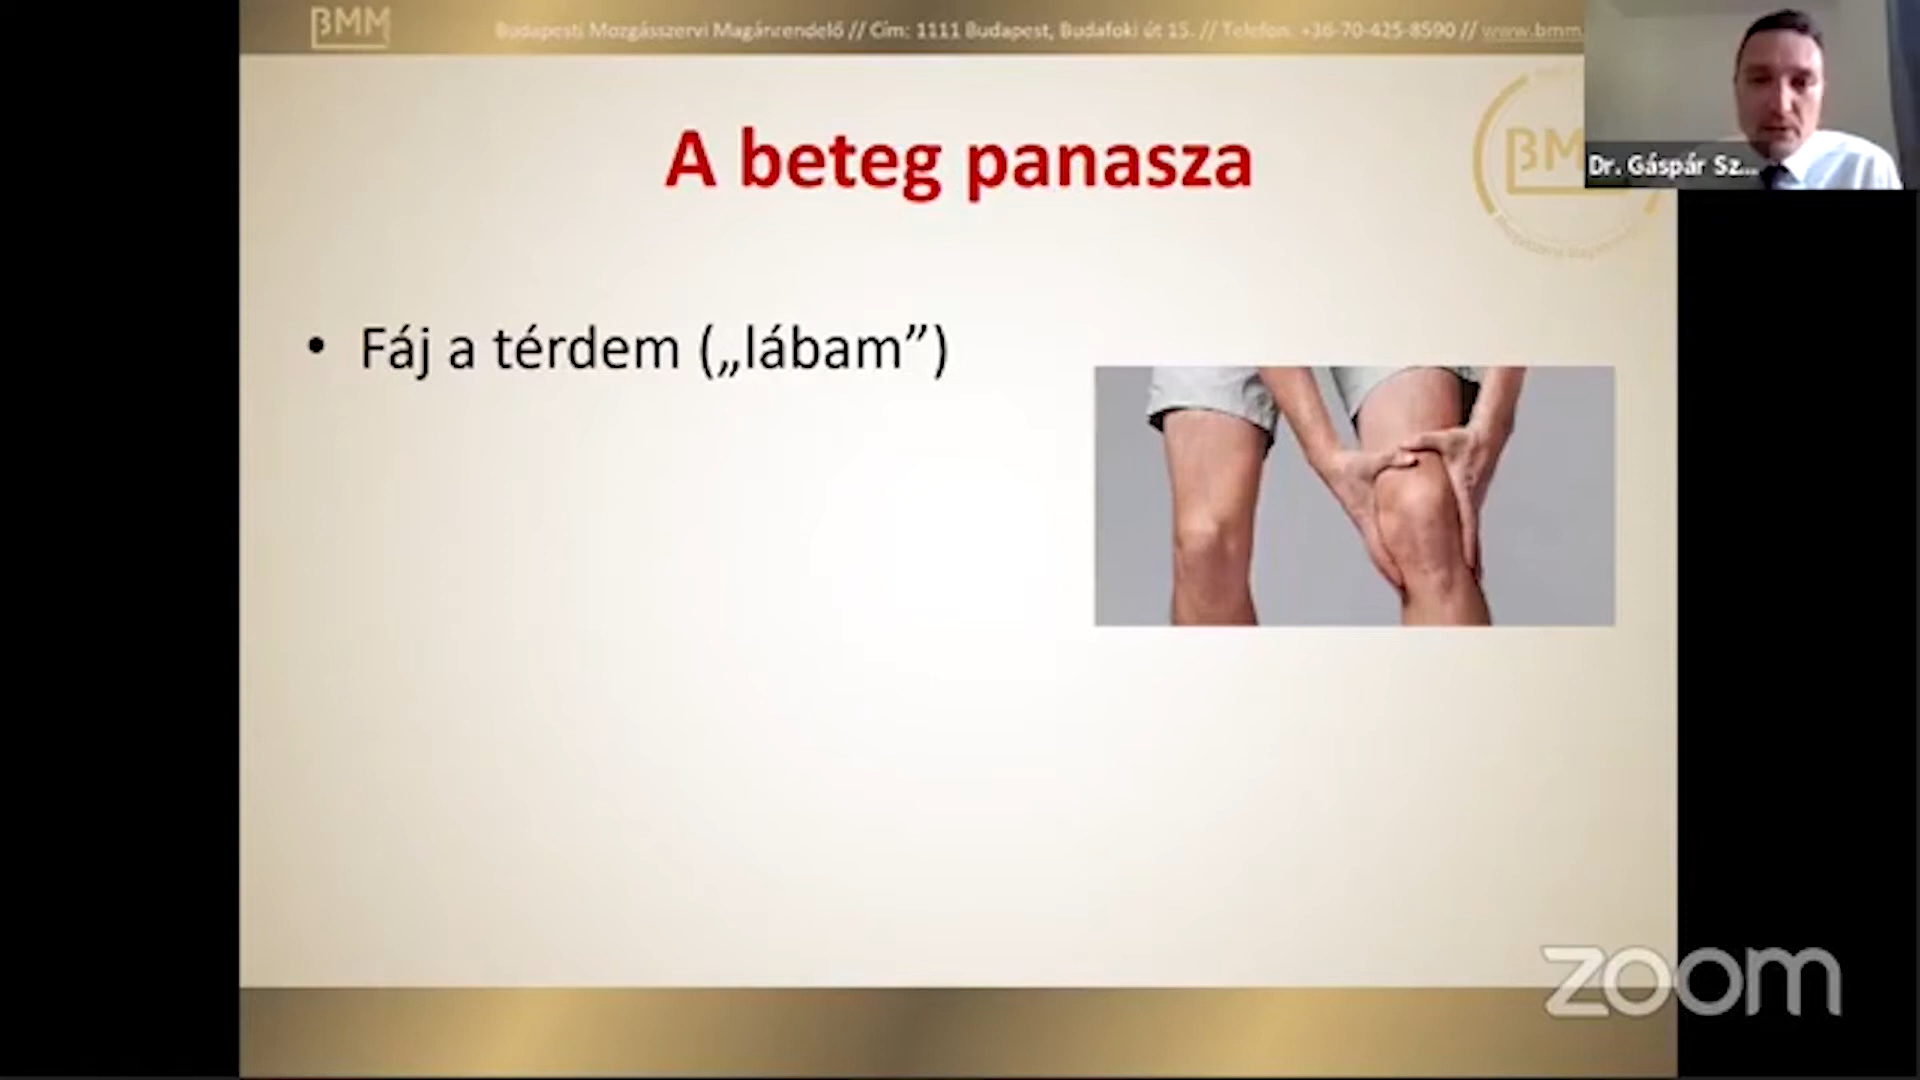 BMM
Budapesti Mozgásszervi Magánrendelő // Cím: 1111 Budapest, Budafoki út 15. // Telefon: +36-70-425-8590 // www.bmm.
A beteg panasza
BM
Dr. Gáspár Sz...
• Fáj a térdem („lábam”)
zoom